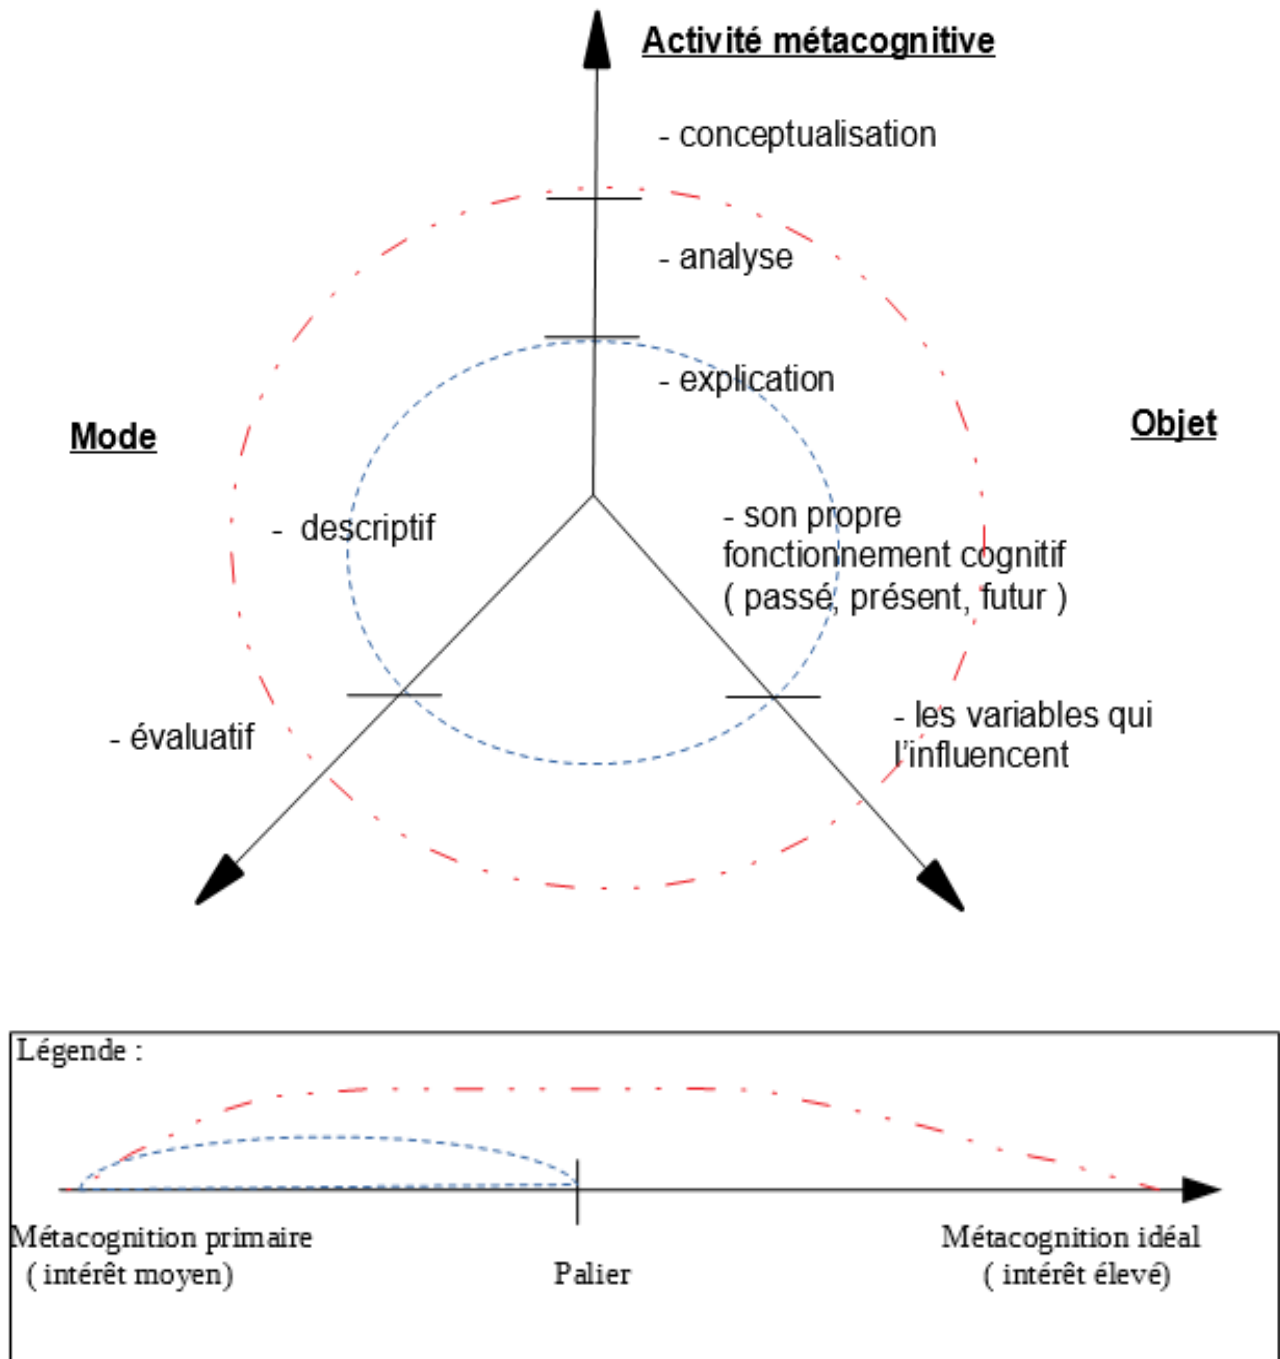 Activité métacognitive
- conceptualisation
- analyse
- explication
Mode
Objet
- descriptif
- son propre
fonctionnement cognitif
( passé, présent, futur )
- évaluatif
- les variables qui
l'influencent
Légende :
Métacognition primaire
( intérêt moyen)
Palier
Métacognition idéal
( intérêt élevé)